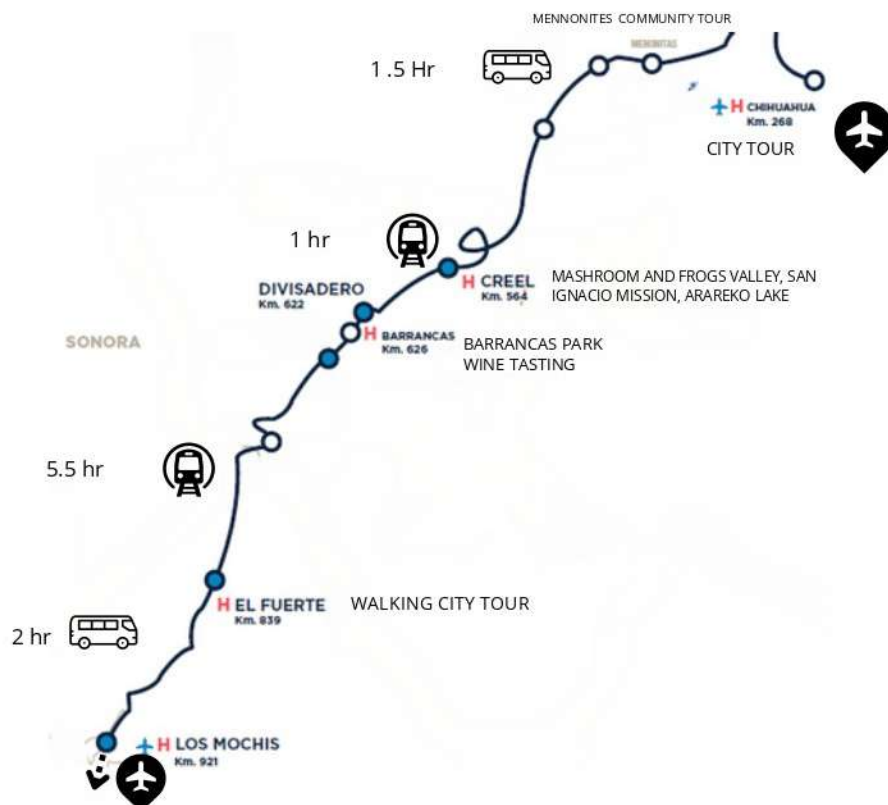 MENNONITES COMMUNITY TOUR
MENONITAS
1 .5 Hr
H CHIHUAHUA
Km. 268
CITY TOUR
1 hr
H CREEL
Km. 564
MASHROOM AND FROGS VALLEY, SAN
IGNACIO MISSION, ARAREKO LAKE
DIVISADERO
Km. 622
H BARRANCAS
Km. 626
BARRANCAS PARK
WINE TASTING
SONORA
5.5 hr
H EL FUERTE
Km. 839
WALKING CITY TOUR
2 hr
H LOS MOCHIS
Km. 921